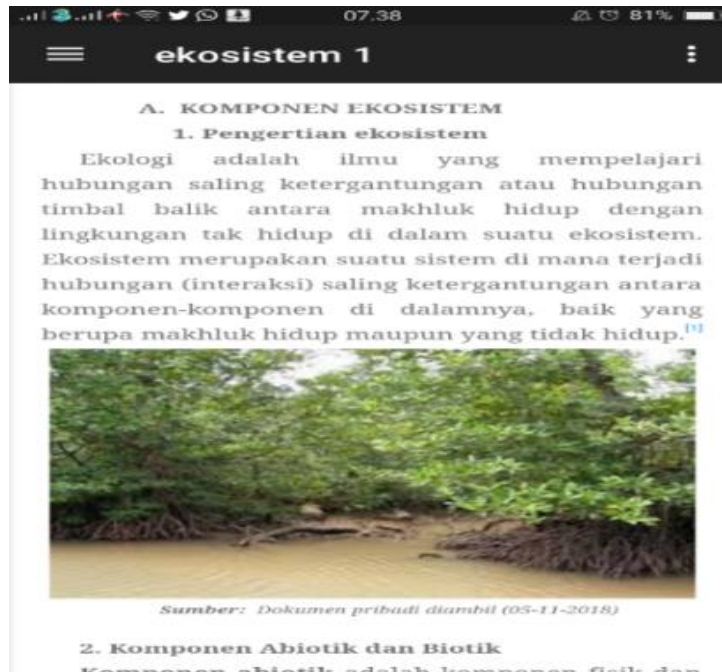 07.38
81%
ekosistem 1
A. KOMPONEN EKOSISTEM
1. Pengertian ekosistem
Ekologi adalah ilmu yang mempelajari
hubungan saling ketergantungan atau hubungan
timbal balik antara makhluk hidup dengan
lingkungan tak hidup di dalam suatu ekosistem.
Ekosistem merupakan suatu sistem di mana terjadi
hubungan (interaksi) saling ketergantungan antara
komponen-komponen di dalamnya, baik yang
berupa makhluk hidup maupun yang tidak hidup.[1]
Sumber: Dokumen pribadi diambil (05-11-2018)
2. Komponen Abiotik dan Biotik
Komponen abiotik adalah komponen fisik dan